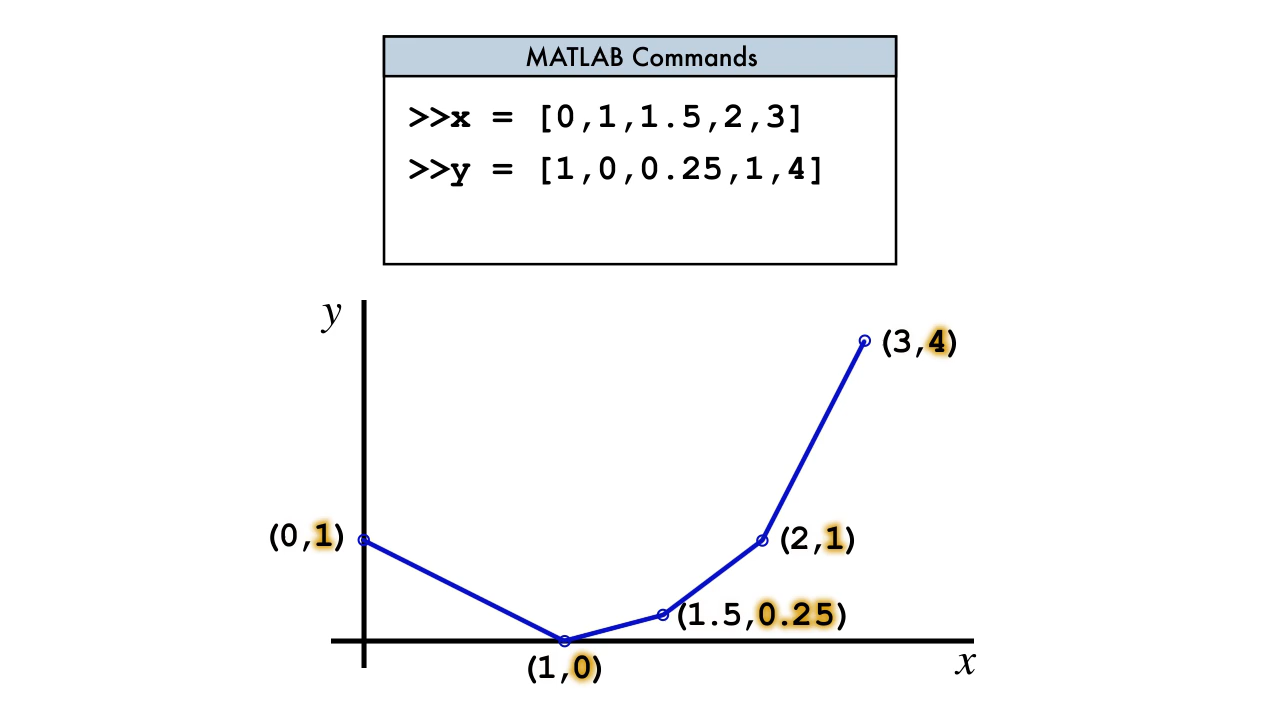 MATLAB Commands
>>x = [0,1,1.5,2,3]
>>y = [1,0,0.25,1,4]
y
(3,4)
(0,1)
(2,1)
(1.5,0.25)
(1,0)
x